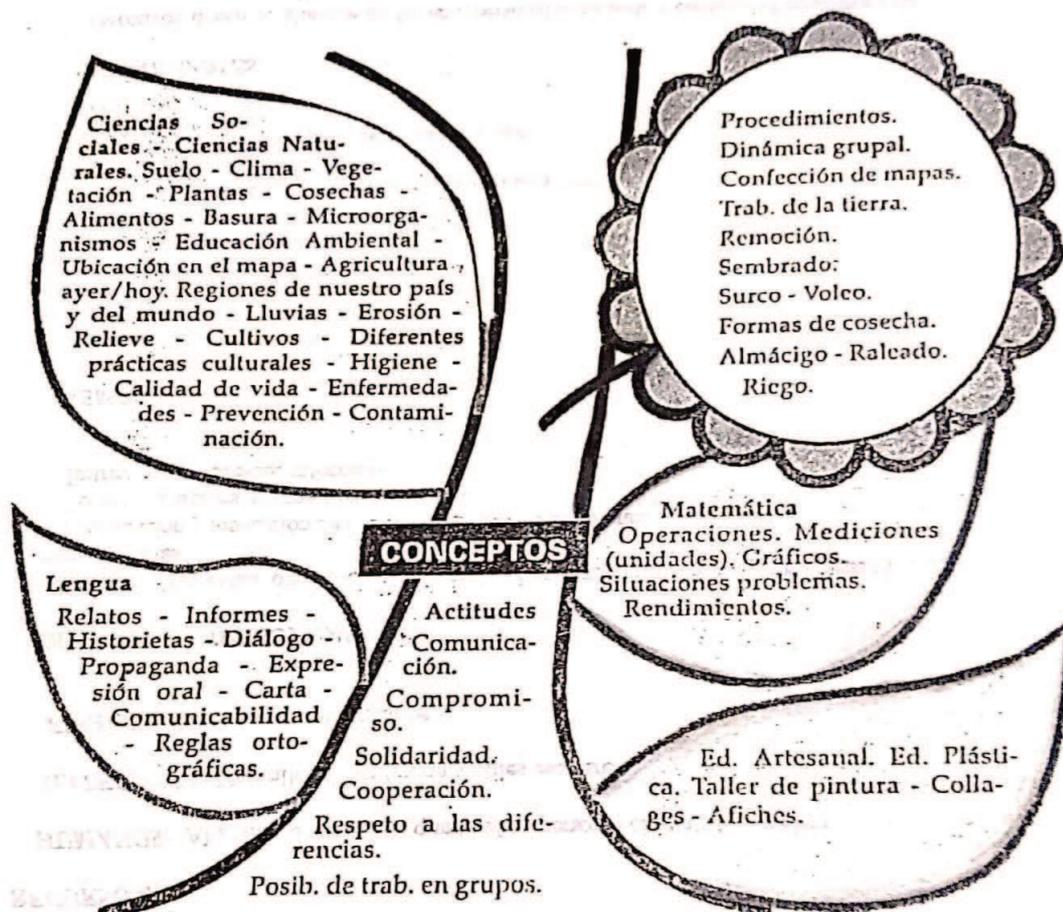 Ciencias So-
ciales. - Ciencias Natu-
rales. Suelo - Clima - Vege-
tación - Plantas - Cosechas -
Alimentos - Basura - Microorga-
nismos - Educación Ambiental -
Ubicación en el mapa - Agricultura,
ayer/hoy. Regiones de nuestro país
y del mundo - Lluvias - Erosión -
Relieve - Cultivos - Diferentes
prácticas culturales - Higiene -
Calidad de vida - Enfermeda-
des - Prevención - Contami-
nación.
Procedimientos.
Dinámica grupal.
Confección de mapas.
Trab. de la tierra.
Remoción.
Sembrado:
Surco - Voleo.
Formas de cosecha.
Almácigo - Raleado.
Riego.
CONCEPTOS
Matemática
Operaciones. Mediciones
(unidades). Gráficos.
Situaciones problemas.
Rendimientos.
Lengua
Relatos - Informes -
Historietas - Diálogo -
Propaganda - Expre-
sión oral - Carta -
Comunicabilidad
- Reglas orto-
gráficas.
Actitudes
Comunica-
ción.
Compromi-
so.
Solidaridad.
Cooperación.
Respeto a las dife-
rencias.
Posib. de trab. en grupos.
Ed. Artesanal. Ed. Plásti-
ca. Taller de pintura - Colla-
ges - Afiches.